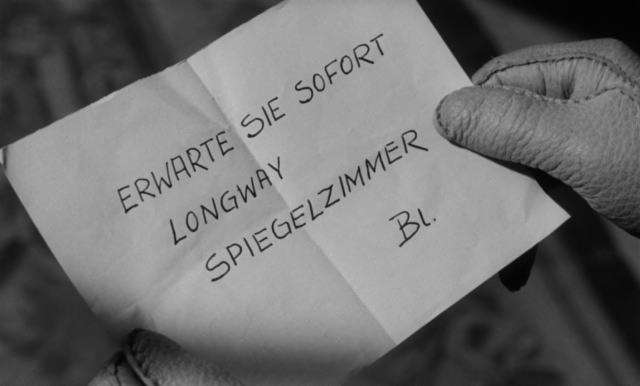 ERWARTE SIE SOFORT
LONGWAY
SPIEGELZIMMER
Bl.